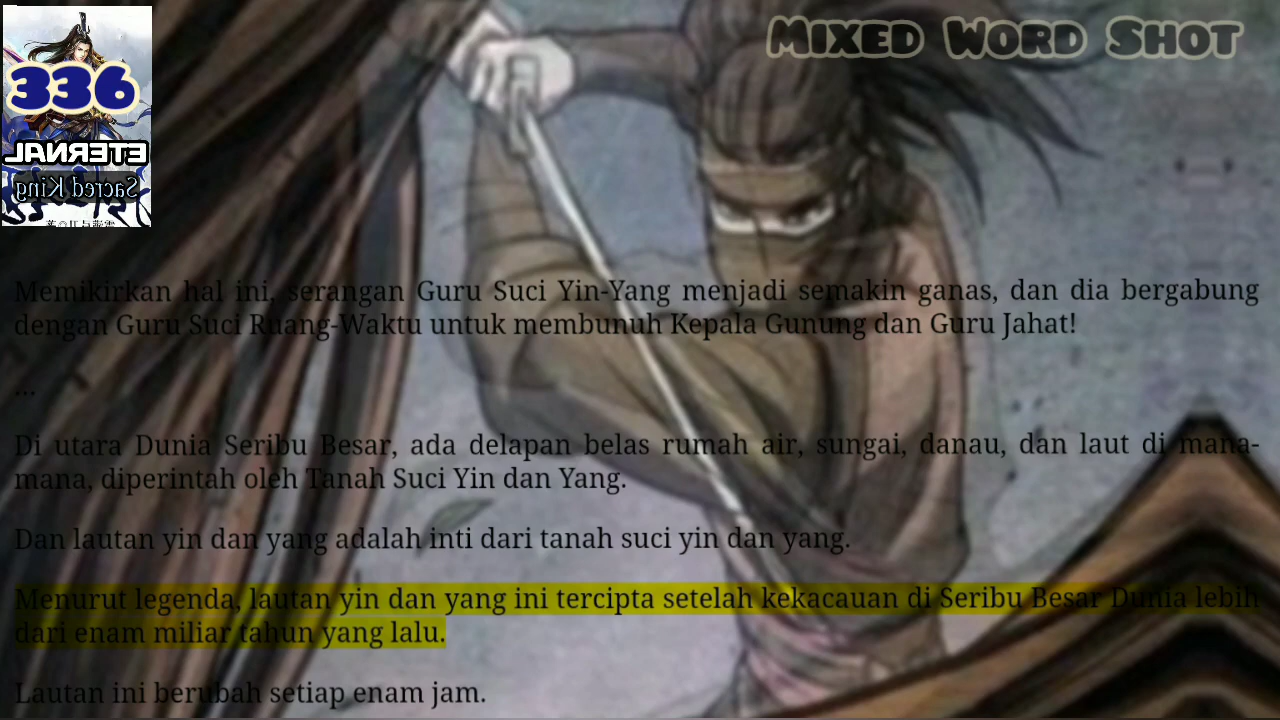 MIXED WORD SHOT
336
ETERNAL
Sacred King
Memikirkan hal ini, serangan Guru Suci Yin-Yang menjadi semakin ganas, dan dia bergabung
dengan Guru Suci Ruang-Waktu untuk membunuh Kepala Gunung dan Guru Jahat!
...
Di utara Dunia Seribu Besar, ada delapan belas rumah air, sungai, danau, dan laut di mana-
mana, diperintah oleh Tanah Suci Yin dan Yang.
Dan lautan yin dan yang adalah inti dari tanah suci yin dan yang.
Menurut legenda, lautan yin dan yang ini tercipta setelah kekacauan di Seribu Besar Dunia lebih
dari enam miliar tahun yang lalu.
Lautan ini berubah setiap enam jam.